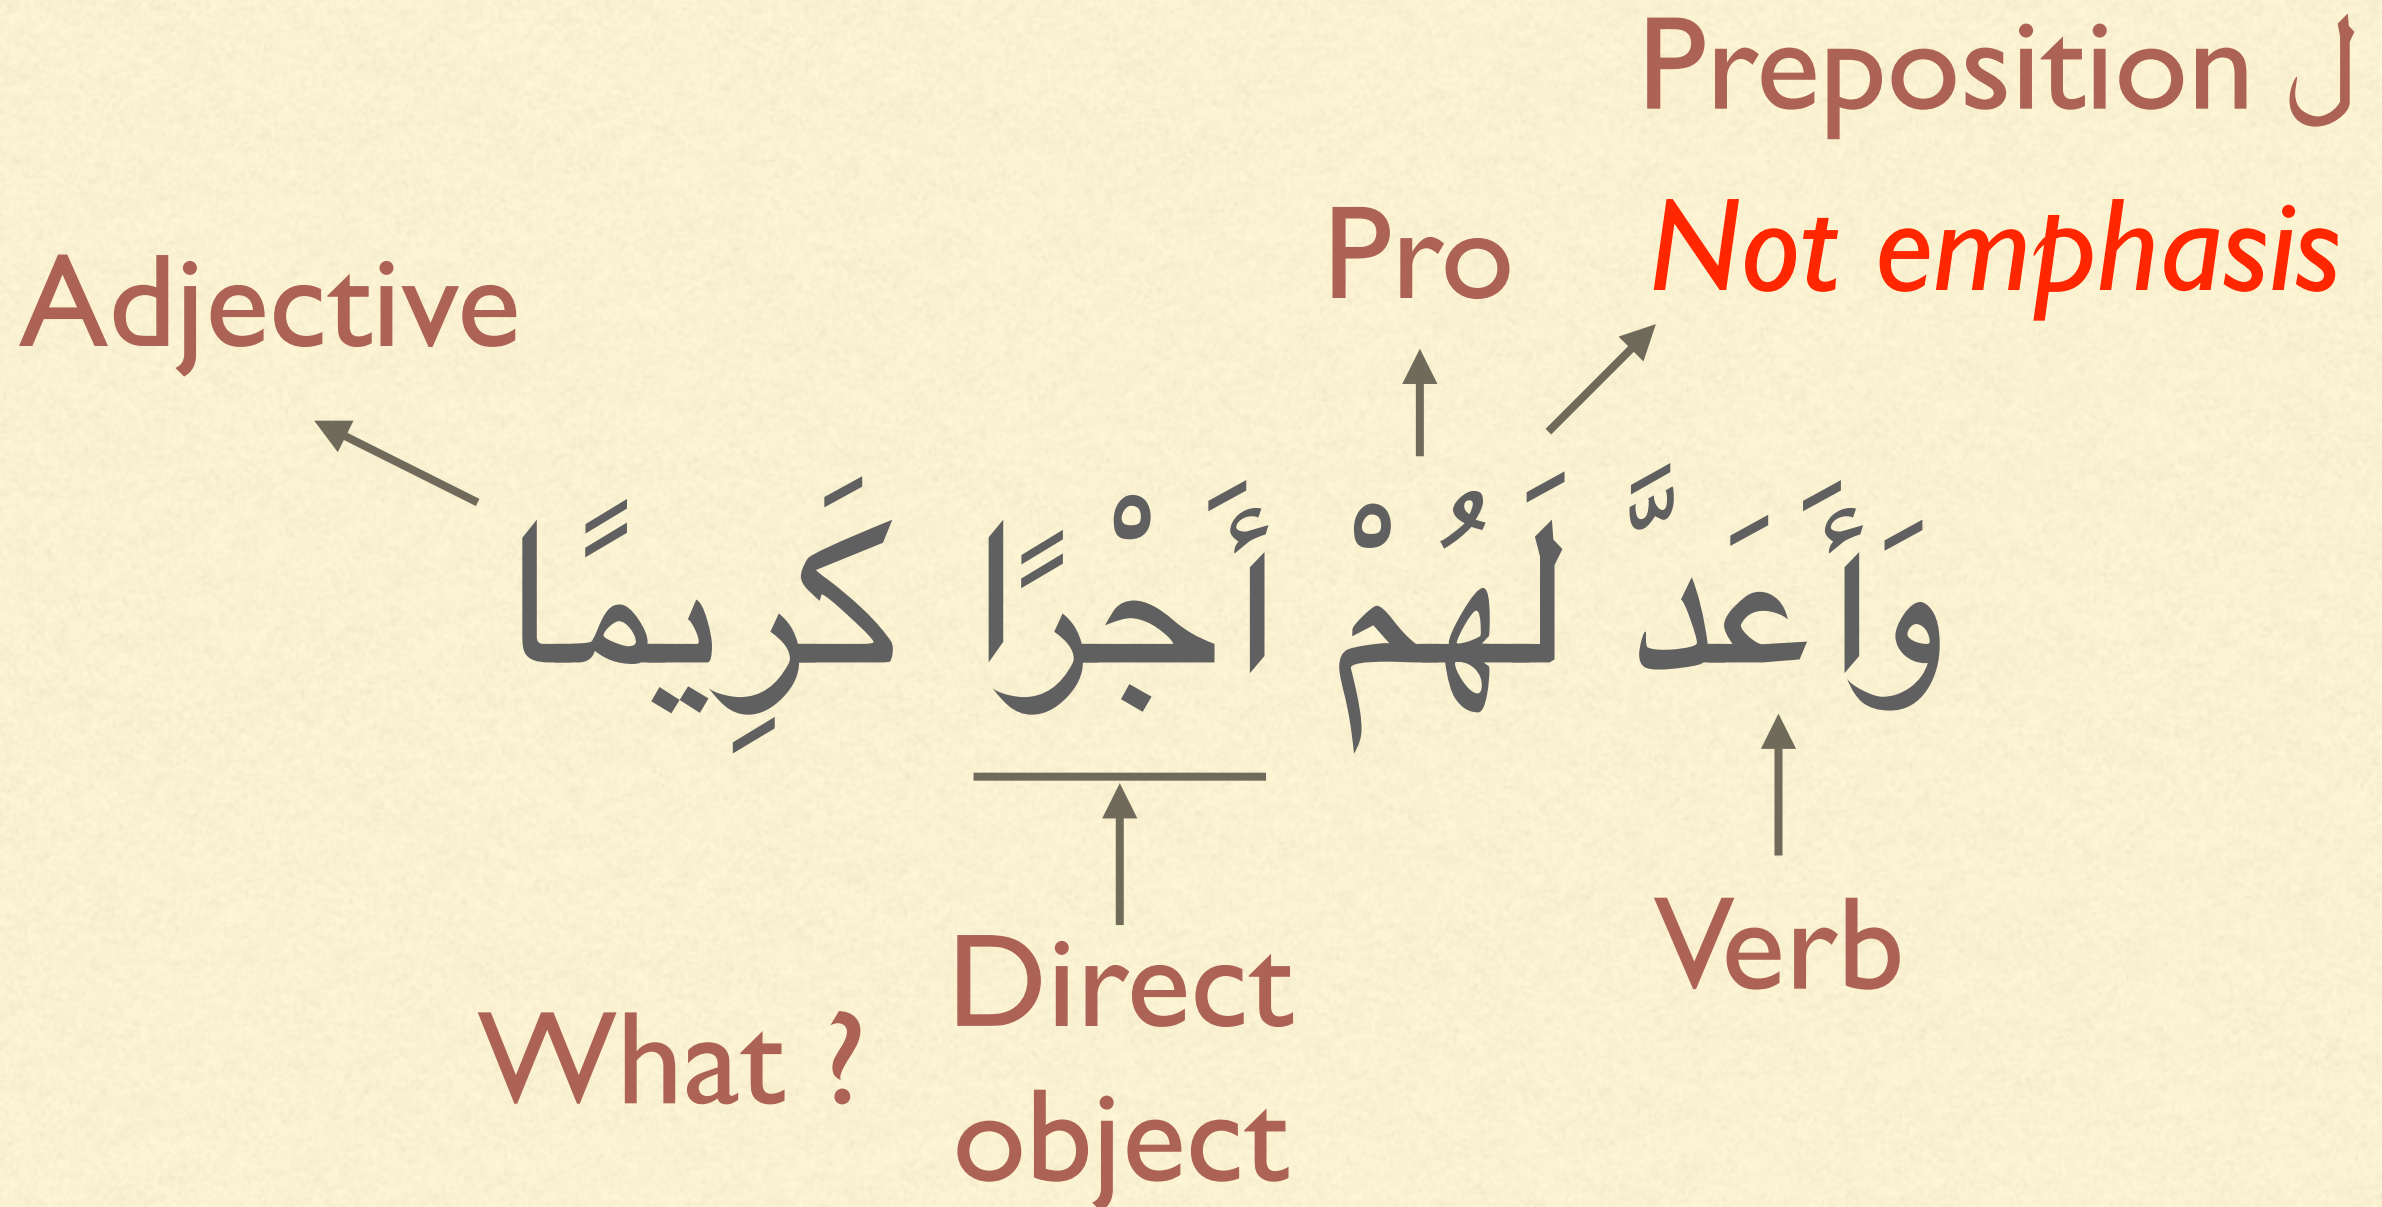 Preposition ل
Not emphasis
Pro
Adjective
وَأَعَدَّ لَهُمْ أَجْرًا كَرِيمًا
Verb
Direct
object
What ?